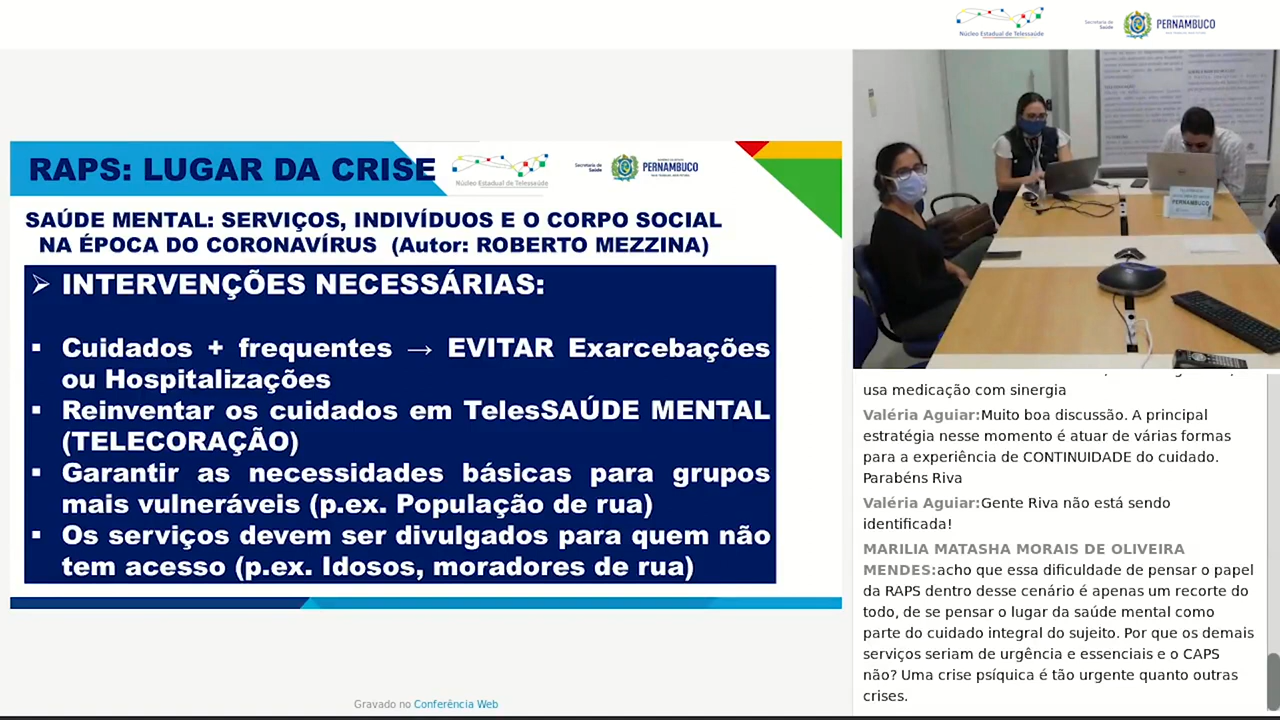 Núcleo Estadual de Telessaúde
Secretaria de
Saúde
PERNAMBUCO
RAPS: LUGAR DA CRISE
Núcleo Estadual de Telessaúde
Secretaria de
Saúde
PERNAMBUCO
SAÚDE MENTAL: SERVIÇOS, INDIVÍDUOS E O CORPO SOCIAL
NA ÉPOCA DO CORONAVÍRUS (Autor: ROBERTO MEZZINA)
➢ INTERVENÇÕES NECESSÁRIAS:
▪ Cuidados + frequentes → EVITAR Exarcebações
ou Hospitalizações
▪ Reinventar os cuidados em TelesSAÚDE MENTAL
(TELECORAÇÃO)
▪ Garantir as necessidades básicas para grupos
mais vulneráveis (p.ex. População de rua)
▪ Os serviços devem ser divulgados para quem não
tem acesso (p.ex. Idosos, moradores de rua)
PERNAMBUCO
usa medicação com sinergia
Valéria Aguiar:Muito boa discussão. A principal
estratégia nesse momento é atuar de várias formas
para a experiência de CONTINUIDADE do cuidado.
Parabéns Riva
Valéria Aguiar:Gente Riva não está sendo
identificada!
MARILIA MATASHA MORAIS DE OLIVEIRA
MENDES:acho que essa dificuldade de pensar o papel
da RAPS dentro desse cenário é apenas um recorte do
todo, de se pensar o lugar da saúde mental como
parte do cuidado integral do sujeito. Por que os demais
serviços seriam de urgência e essenciais e o CAPS
não? Uma crise psíquica é tão urgente quanto outras
crises.
Gravado no Conferência Web